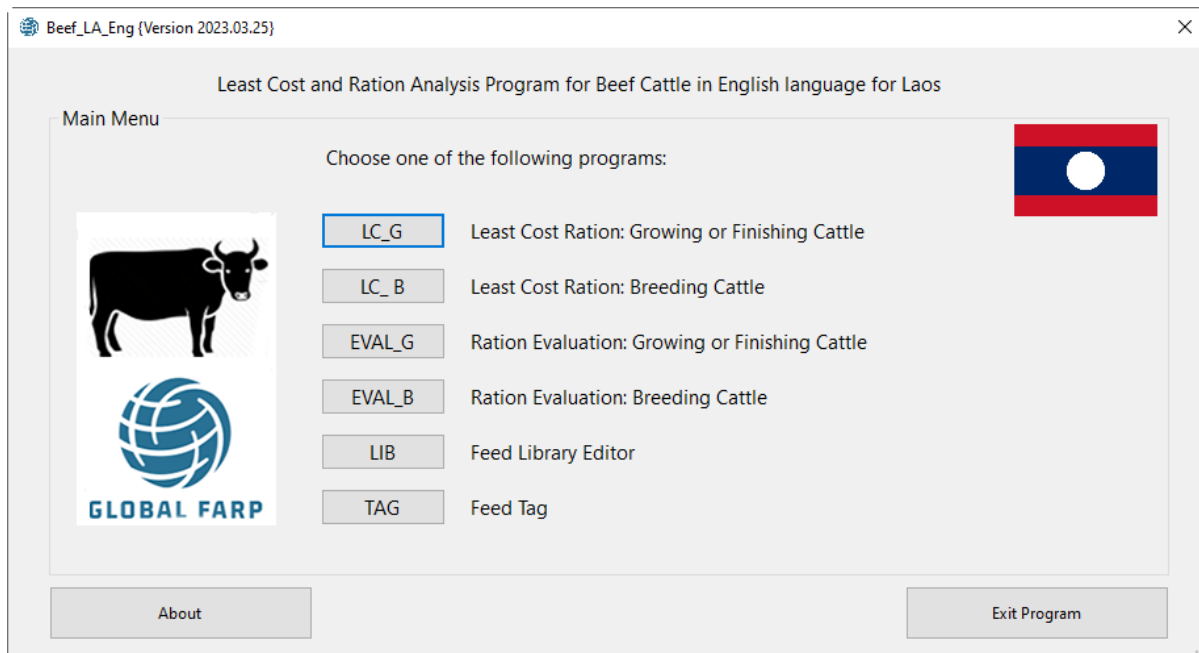 Beef_LA_Eng {Version 2023.03.25}
Least Cost and Ration Analysis Program for Beef Cattle in English language for Laos
Main Menu
Choose one of the following programs:
LC_G Least Cost Ration: Growing or Finishing Cattle
LC_ B Least Cost Ration: Breeding Cattle
EVAL_G Ration Evaluation: Growing or Finishing Cattle
EVAL_B Ration Evaluation: Breeding Cattle
LIB Feed Library Editor
TAG Feed Tag
GLOBAL FARP
About Exit Program